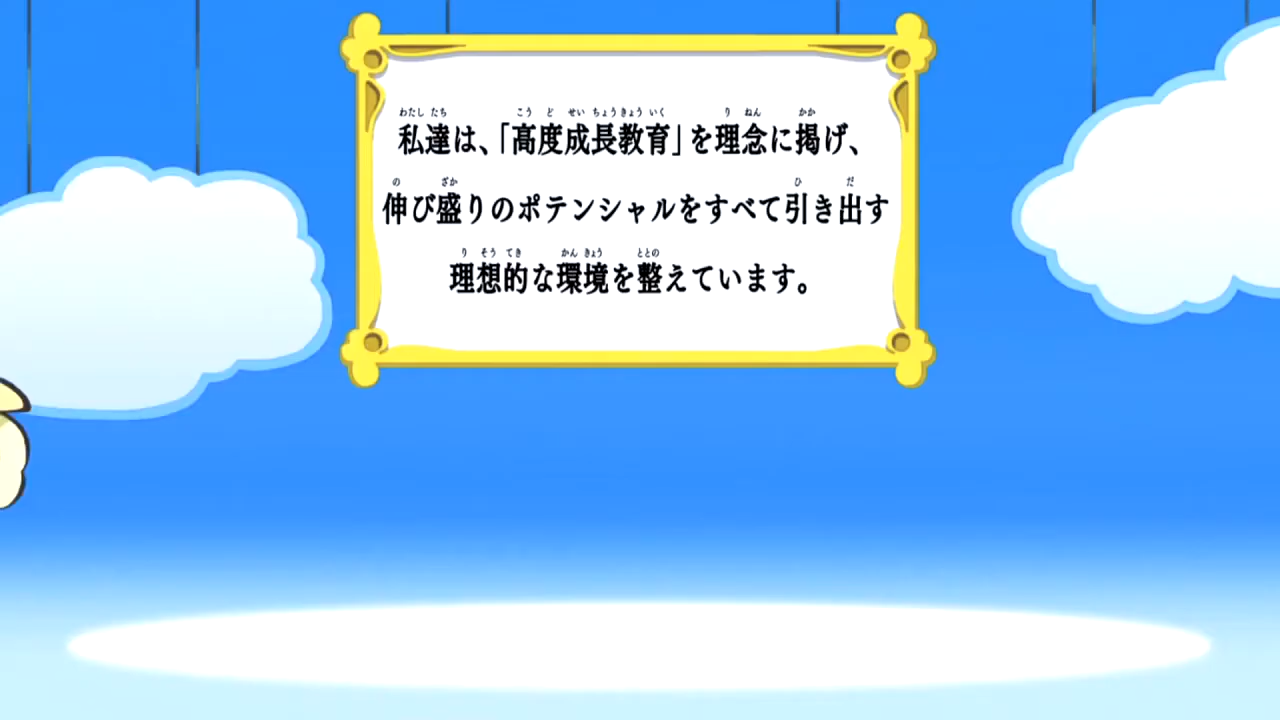 私達は、「高度成長教育」を理念に掲げ、
伸び盛りのポテンシャルをすべて引き出す
理想的な環境を整えています。